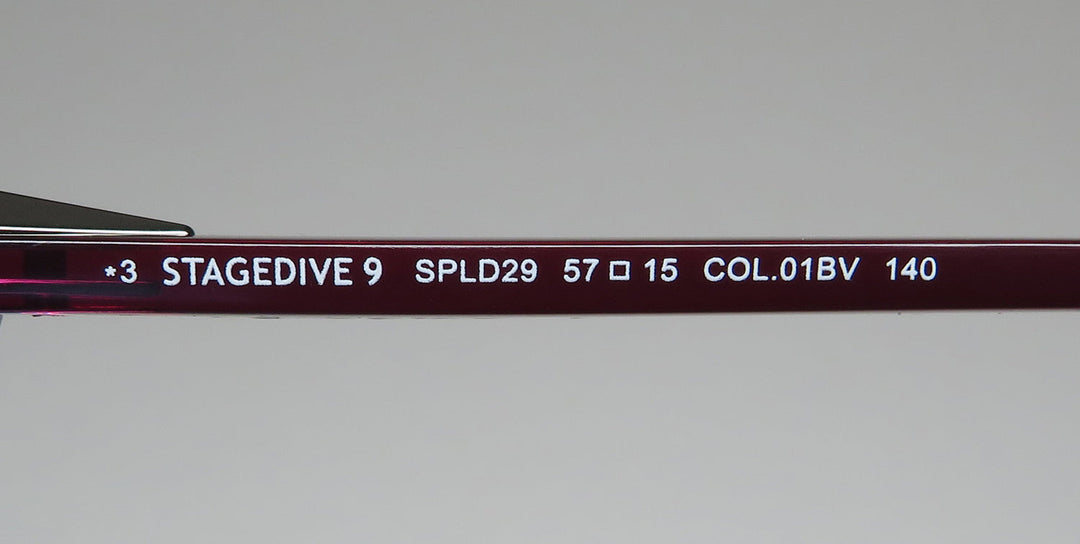 *3 STAGEDIVE 9 SPLD29 57□15 COL.01BV 140